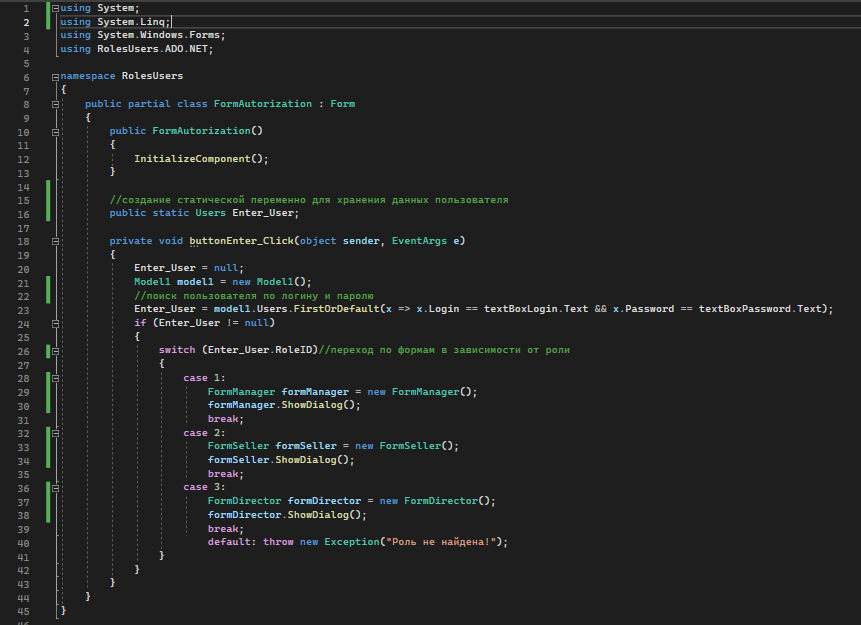 1 using System;
2 using System.Linq;
3 using System.Windows.Forms;
4 using RolesUsers.ADO.NET;
5
6 namespace RolesUsers
7 {
8 public partial class FormAutorization : Form
9 {
10 public FormAutorization()
11 {
12 InitializeComponent();
13 }
14
15 //создание статической переменно для хранения данных пользователя
16 public static Users Enter_User;
17
18 private void buttonEnter_Click(object sender, EventArgs e)
19 {
20 Enter_User = null;
21 Model1 model1 = new Model1();
22 //поиск пользователя по логину и паролю
23 Enter_User = model1.Users.FirstOrDefault(x => x.Login == textBoxLogin.Text && x.Password == textBoxPassword.Text);
24 if (Enter_User != null)
25 {
26 switch (Enter_User.RoleID)//переход по формам в зависимости от роли
27 {
28 case 1:
29 FormManager formManager = new FormManager();
30 formManager.ShowDialog();
31 break;
32 case 2:
33 FormSeller formSeller = new FormSeller();
34 formSeller.ShowDialog();
35 break;
36 case 3:
37 FormDirector formDirector = new FormDirector();
38 formDirector.ShowDialog();
39 break;
40 default: throw new Exception("Роль не найдена!");
41 }
42 }
43 }
44 }
45 }